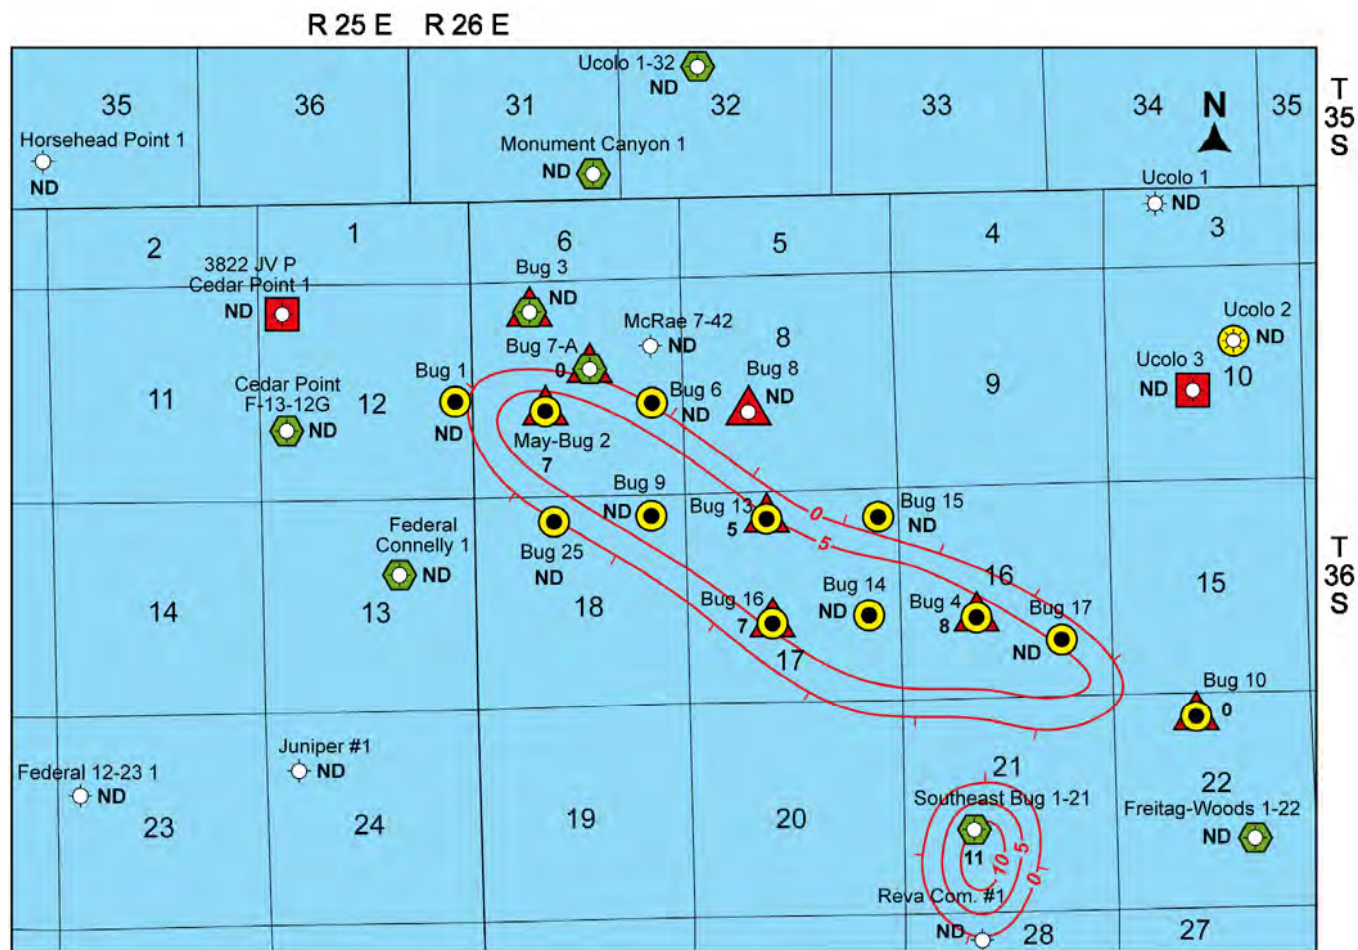 R 25 E R 26 E
Ucolo 1-32
ND
35
36
31
32
33
34
35
N
T
35
S
Horsehead Point 1
ND
Monument Canyon 1
ND
Ucolo 1
ND
2
1
6
5
4
3
3822 JV P
Cedar Point 1
ND
Bug 3
ND
McRae 7-42
ND
8
Ucolo 2
ND
Bug 7-A
0
Bug 1
ND
Bug 6
ND
Bug 8
ND
9
Ucolo 3
ND
10
11
Cedar Point
F-13-12G
ND
12
May-Bug 2
7
Bug 9
ND
Bug 13
5
0
5
Bug 15
ND
Federal
Connelly 1
ND
Bug 25
ND
14
13
18
Bug 16
7
17
Bug 14
ND
Bug 4
8
16
Bug 17
ND
15
T
36
S
Bug 10
0
Juniper #1
ND
Federal 12-23 1
ND
23
24
19
20
21
Southeast Bug 1-21
11
10
5
0
22
Freitag-Woods 1-22
ND
Reva Com. #1
ND
28
27